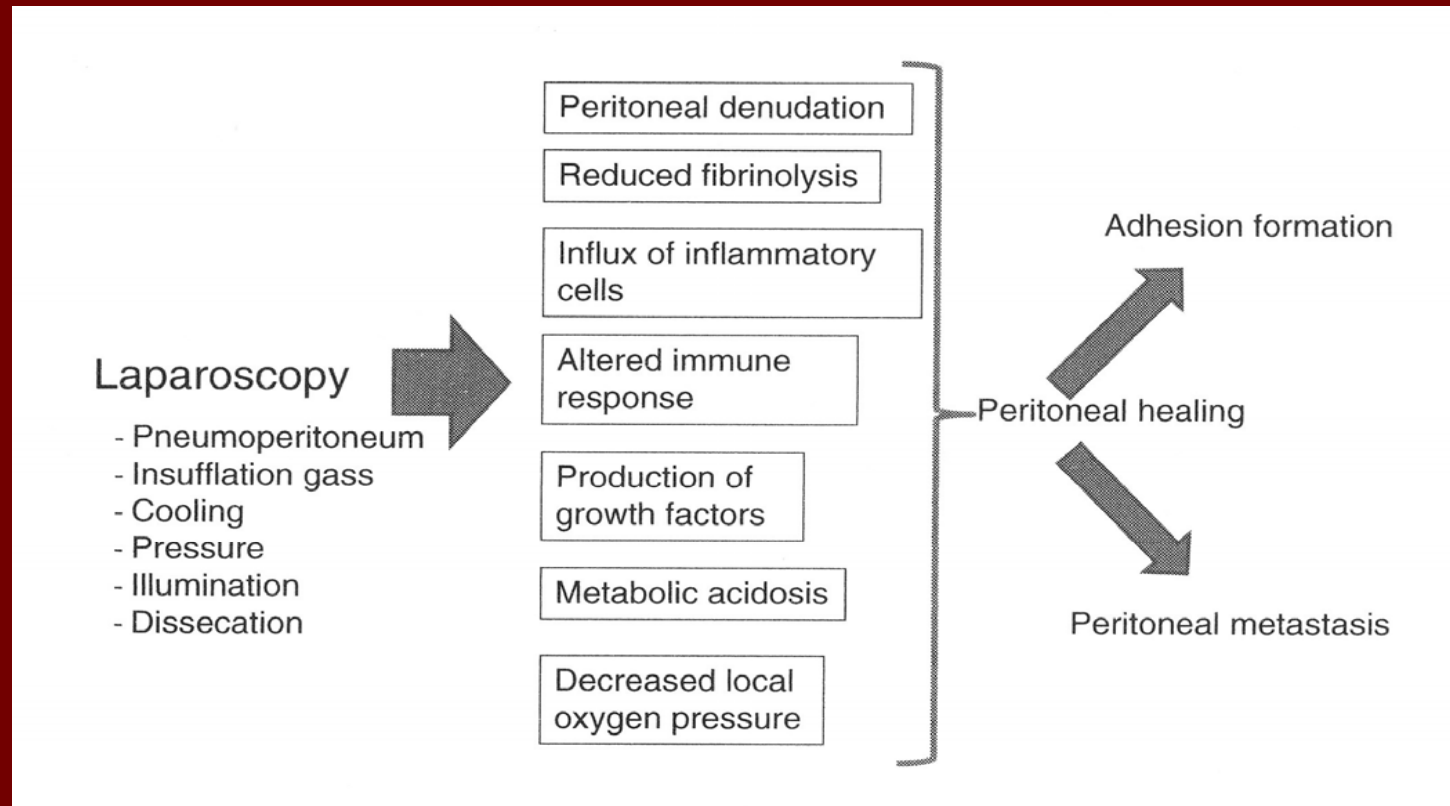 Laparoscopy
- Pneumoperitoneum
- Insufflation gass
- Cooling
- Pressure
- Illumination
- Dissecation
Peritoneal denudation
Reduced fibrinolysis
Influx of inflammatory
cells
Altered immune
response
Production of
growth factors
Metabolic acidosis
Decreased local
oxygen pressure
Peritoneal healing
Adhesion formation
Peritoneal metastasis